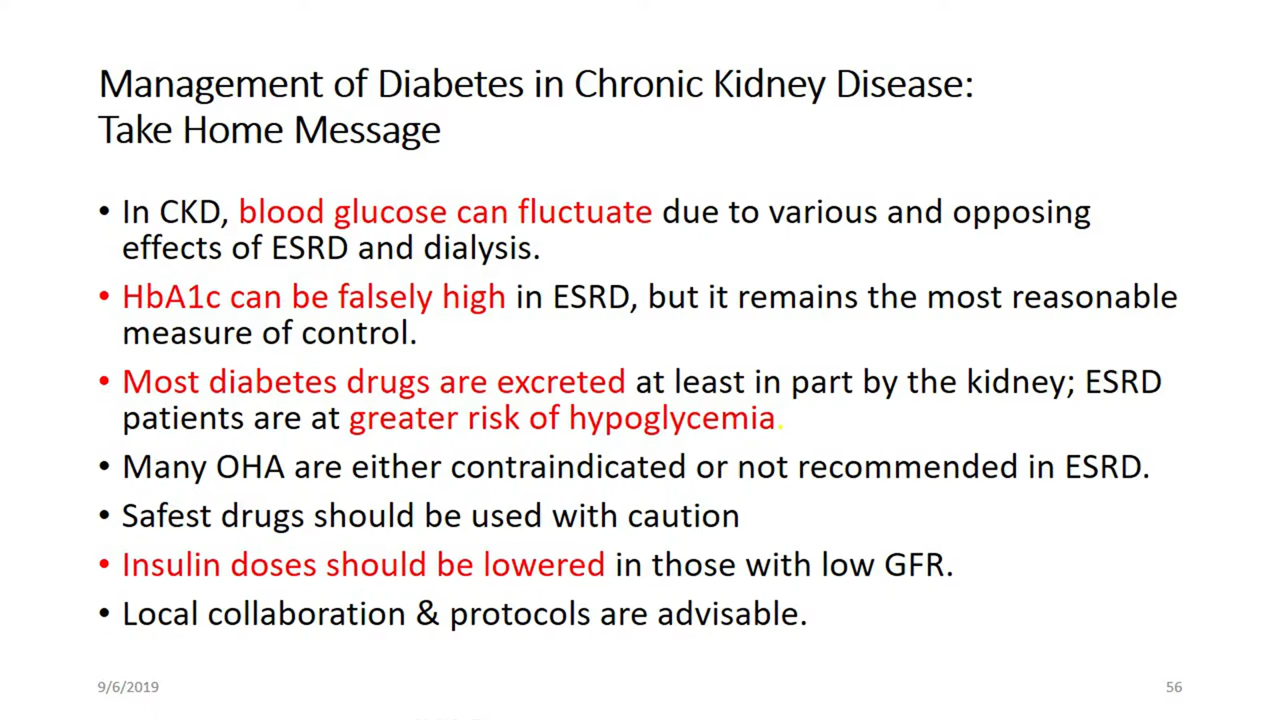 Management of Diabetes in Chronic Kidney Disease:
Take Home Message
• In CKD, blood glucose can fluctuate due to various and opposing
effects of ESRD and dialysis.
• HbA1c can be falsely high in ESRD, but it remains the most reasonable
measure of control.
• Most diabetes drugs are excreted at least in part by the kidney; ESRD
patients are at greater risk of hypoglycemia.
• Many OHA are either contraindicated or not recommended in ESRD.
• Safest drugs should be used with caution
• Insulin doses should be lowered in those with low GFR.
• Local collaboration & protocols are advisable.
9/6/2019
56